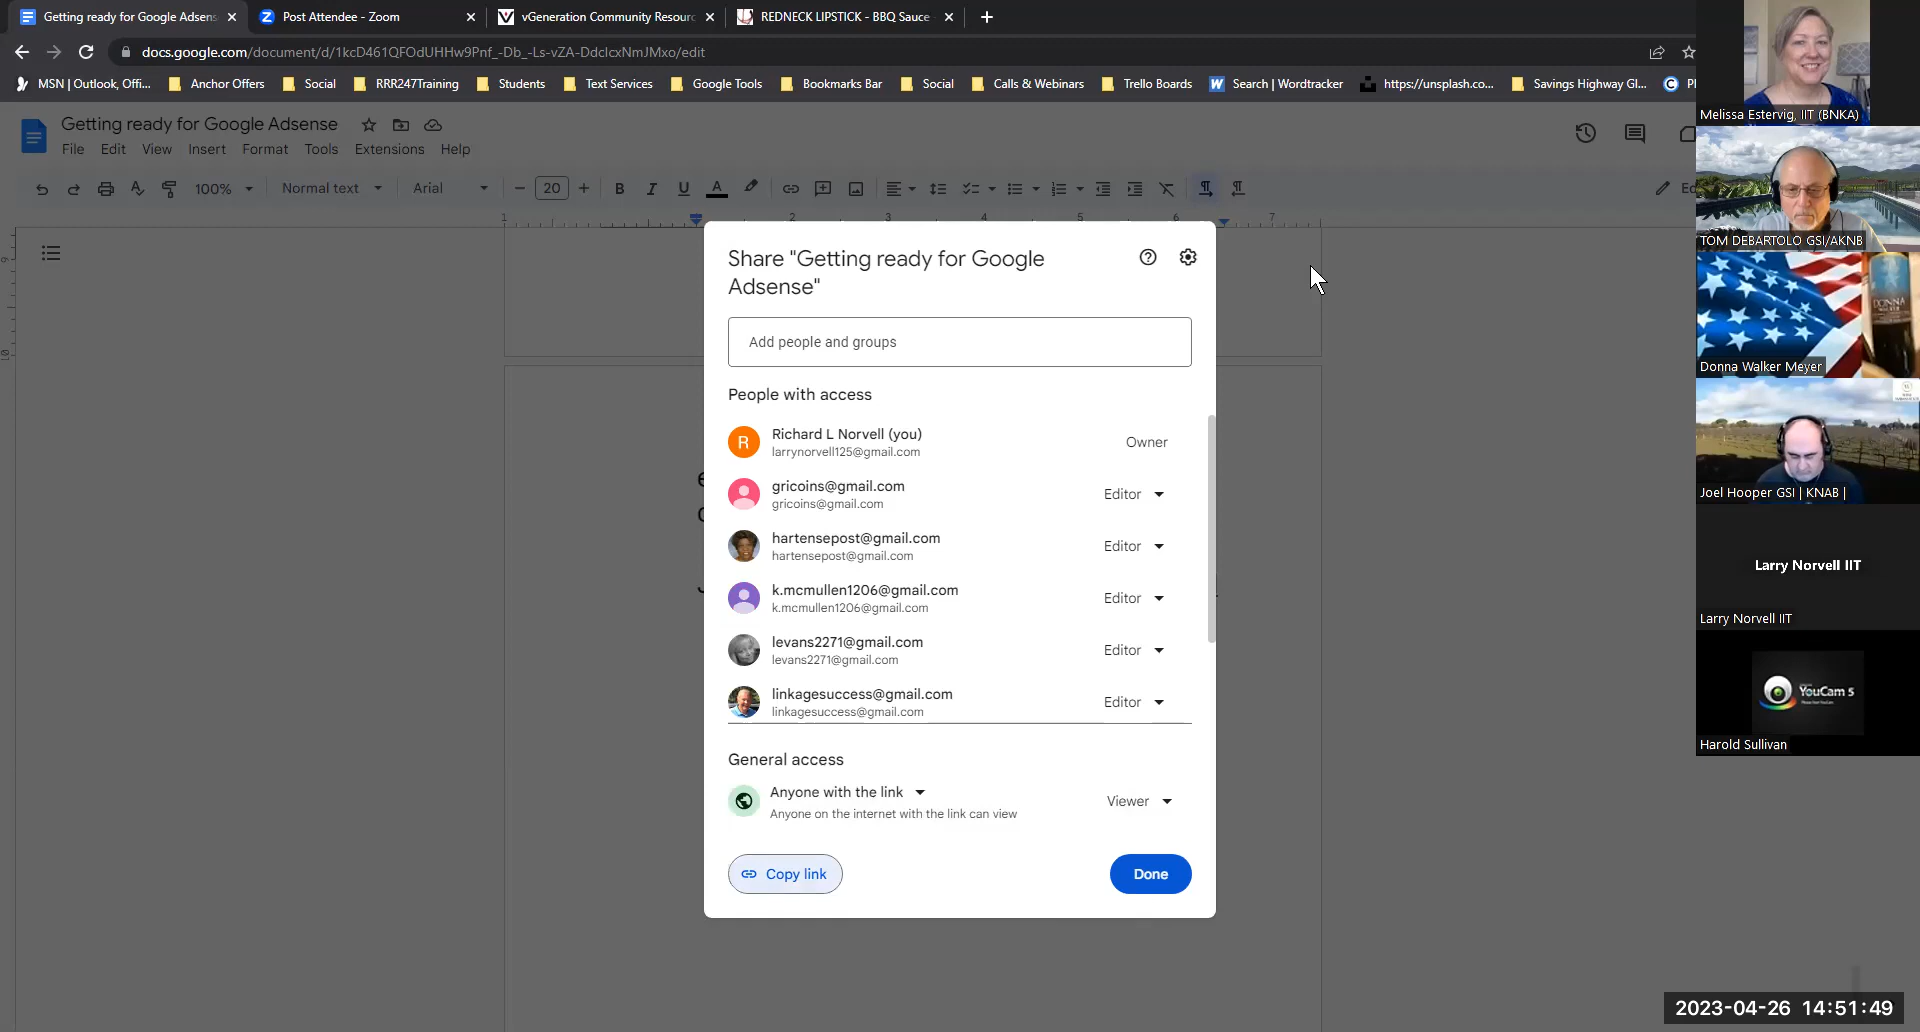 Getting ready for Google Adsens
Post Attendee - Zoom
vGeneration Community Resourc
REDNECK LIPSTICK - BBQ Sauce
docs.google.com/document/d/1kcD461QFOdUHHw9Pnf_-Db_-Ls-vZA-DdcIcxNmJMxo/edit
MSN | Outlook, Offi...
Anchor Offers
Social
RRR247Training
Students
Text Services
Google Tools
Bookmarks Bar
Social
Calls & Webinars
Trello Boards
Search | Wordtracker
https://unsplash.co...
Savings Highway Gl...
Getting ready for Google Adsense
File Edit View Insert Format Tools Extensions Help
100% Normal text Arial 20
1 2 3 4 5 6 7
Share "Getting ready for Google
Adsense"
Add people and groups
People with access
R
Richard L Norvell (you)
larrynorvell125@gmail.com
Owner
gricoins@gmail.com
gricoins@gmail.com
Editor
hartensepost@gmail.com
hartensepost@gmail.com
Editor
k.mcmullen1206@gmail.com
k.mcmullen1206@gmail.com
Editor
levans2271@gmail.com
levans2271@gmail.com
Editor
linkagesuccess@gmail.com
linkagesuccess@gmail.com
Editor
General access
Anyone with the link
Anyone on the internet with the link can view
Viewer
Copy link
Done
Melissa Estervig, IIT (BNKA)
TOM DEBARTOLO GSI/AKNB
DONNA
Donna Walker Meyer
Joel Hooper GSI | KNAB |
Larry Norvell IIT
Larry Norvell IIT
YouCam 5
Harold Sullivan
2023-04-26 14:51:49